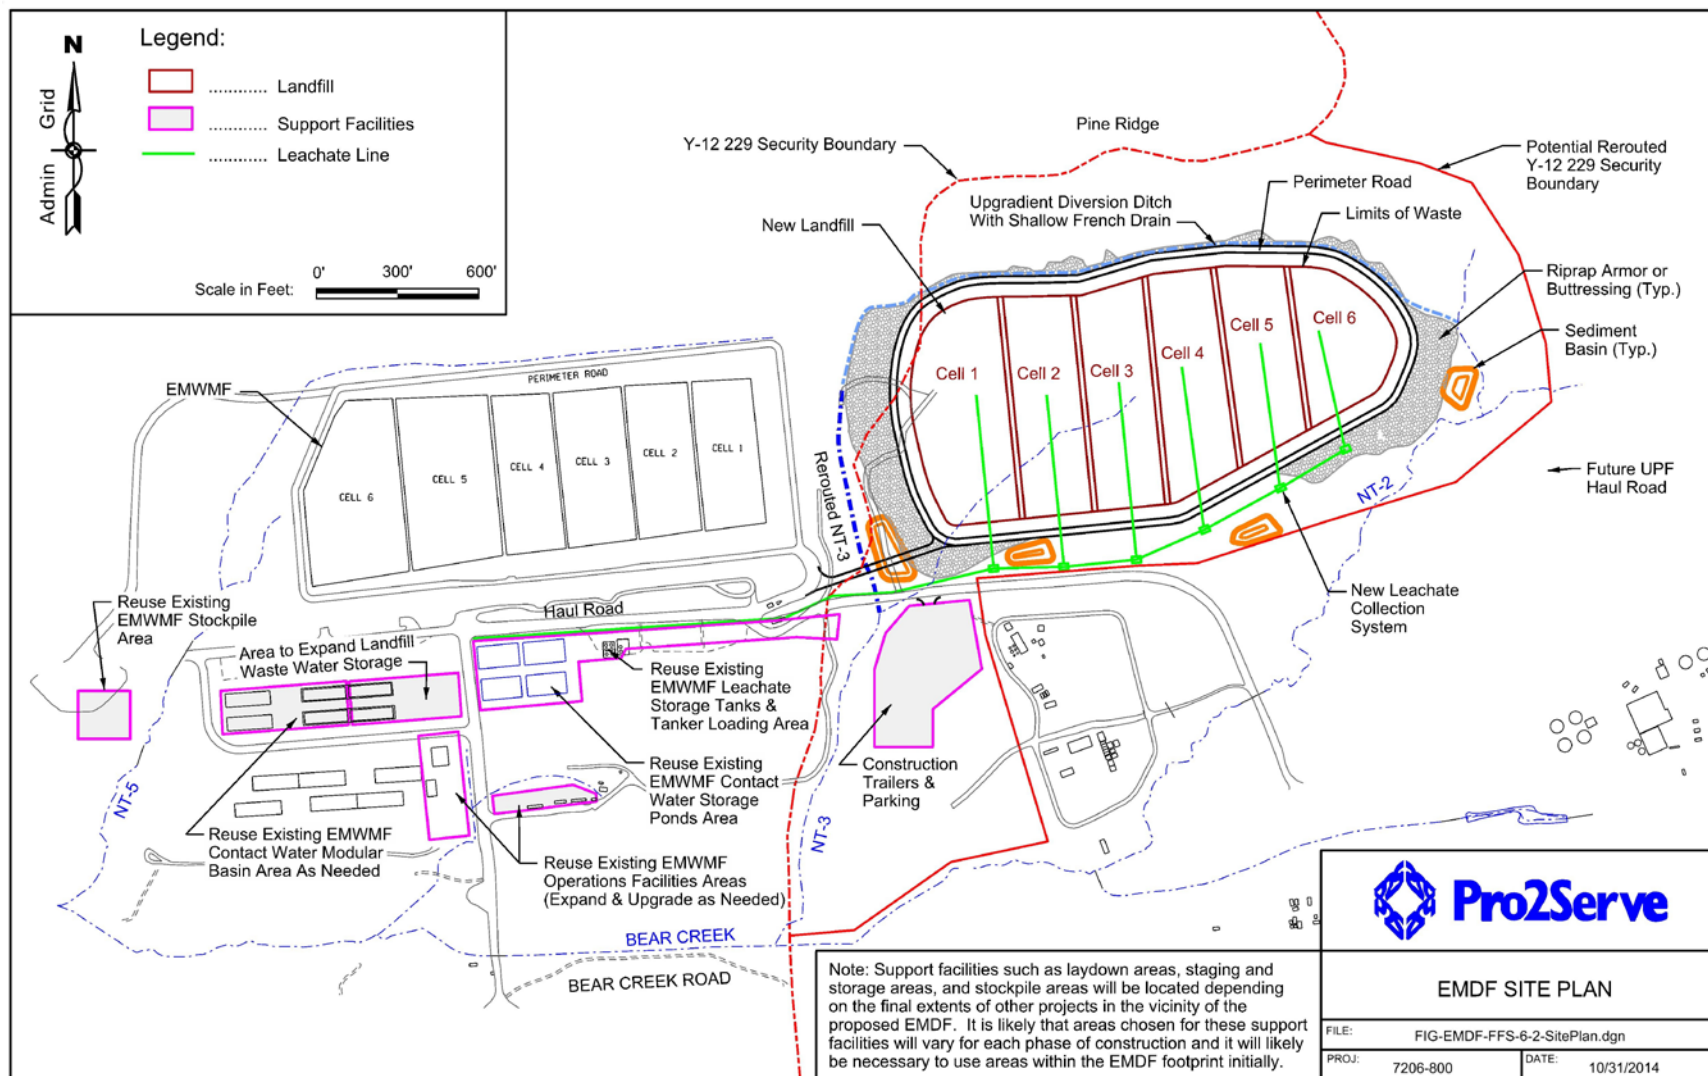 N
Grid
Admin
Legend:
............ Landfill
............ Support Facilities
............ Leachate Line
0' 300' 600'
Scale in Feet:
Pine Ridge
Y-12 229 Security Boundary
Potential Rerouted
Y-12 229 Security
Boundary
Perimeter Road
Upgradient Diversion Ditch
With Shallow French Drain
Limits of Waste
New Landfill
Riprap Armor or
Buttressing (Typ.)
Sediment
Basin (Typ.)
Cell 1
Cell 2
Cell 3
Cell 4
Cell 5
Cell 6
EMWMF
PERIMETER ROAD
CELL 6
CELL 5
CELL 4
CELL 3
CELL 2
CELL 1
Rerouted NT-3
NT-2
Future UPF
Haul Road
New Leachate
Collection
System
Reuse Existing
EMWMF Stockpile
Area
Haul Road
Area to Expand Landfill
Waste Water Storage
Reuse Existing
EMWMF Leachate
Storage Tanks &
Tanker Loading Area
Reuse Existing
EMWMF Contact
Water Storage
Ponds Area
Construction
Trailers &
Parking
NT-5
NT-3
Reuse Existing EMWMF
Contact Water Modular
Basin Area As Needed
Reuse Existing EMWMF
Operations Facilities Areas
(Expand & Upgrade as Needed)
BEAR CREEK
BEAR CREEK ROAD
Note: Support facilities such as laydown areas, staging and
storage areas, and stockpile areas will be located depending
on the final extents of other projects in the vicinity of the
proposed EMDF. It is likely that areas chosen for these support
facilities will vary for each phase of construction and it will likely
be necessary to use areas within the EMDF footprint initially.
Pro2Serve
EMDF SITE PLAN
FILE: FIG-EMDF-FFS-6-2-SitePlan.dgn
PROJ: 7206-800
DATE: 10/31/2014